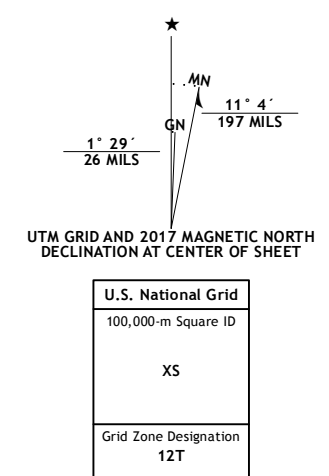 MN
11° 4´
197 MILS
GN
1° 29´
26 MILS
UTM GRID AND 2017 MAGNETIC NORTH
DECLINATION AT CENTER OF SHEET
U.S. National Grid
100,000-m Square ID
XS
Grid Zone Designation
12T